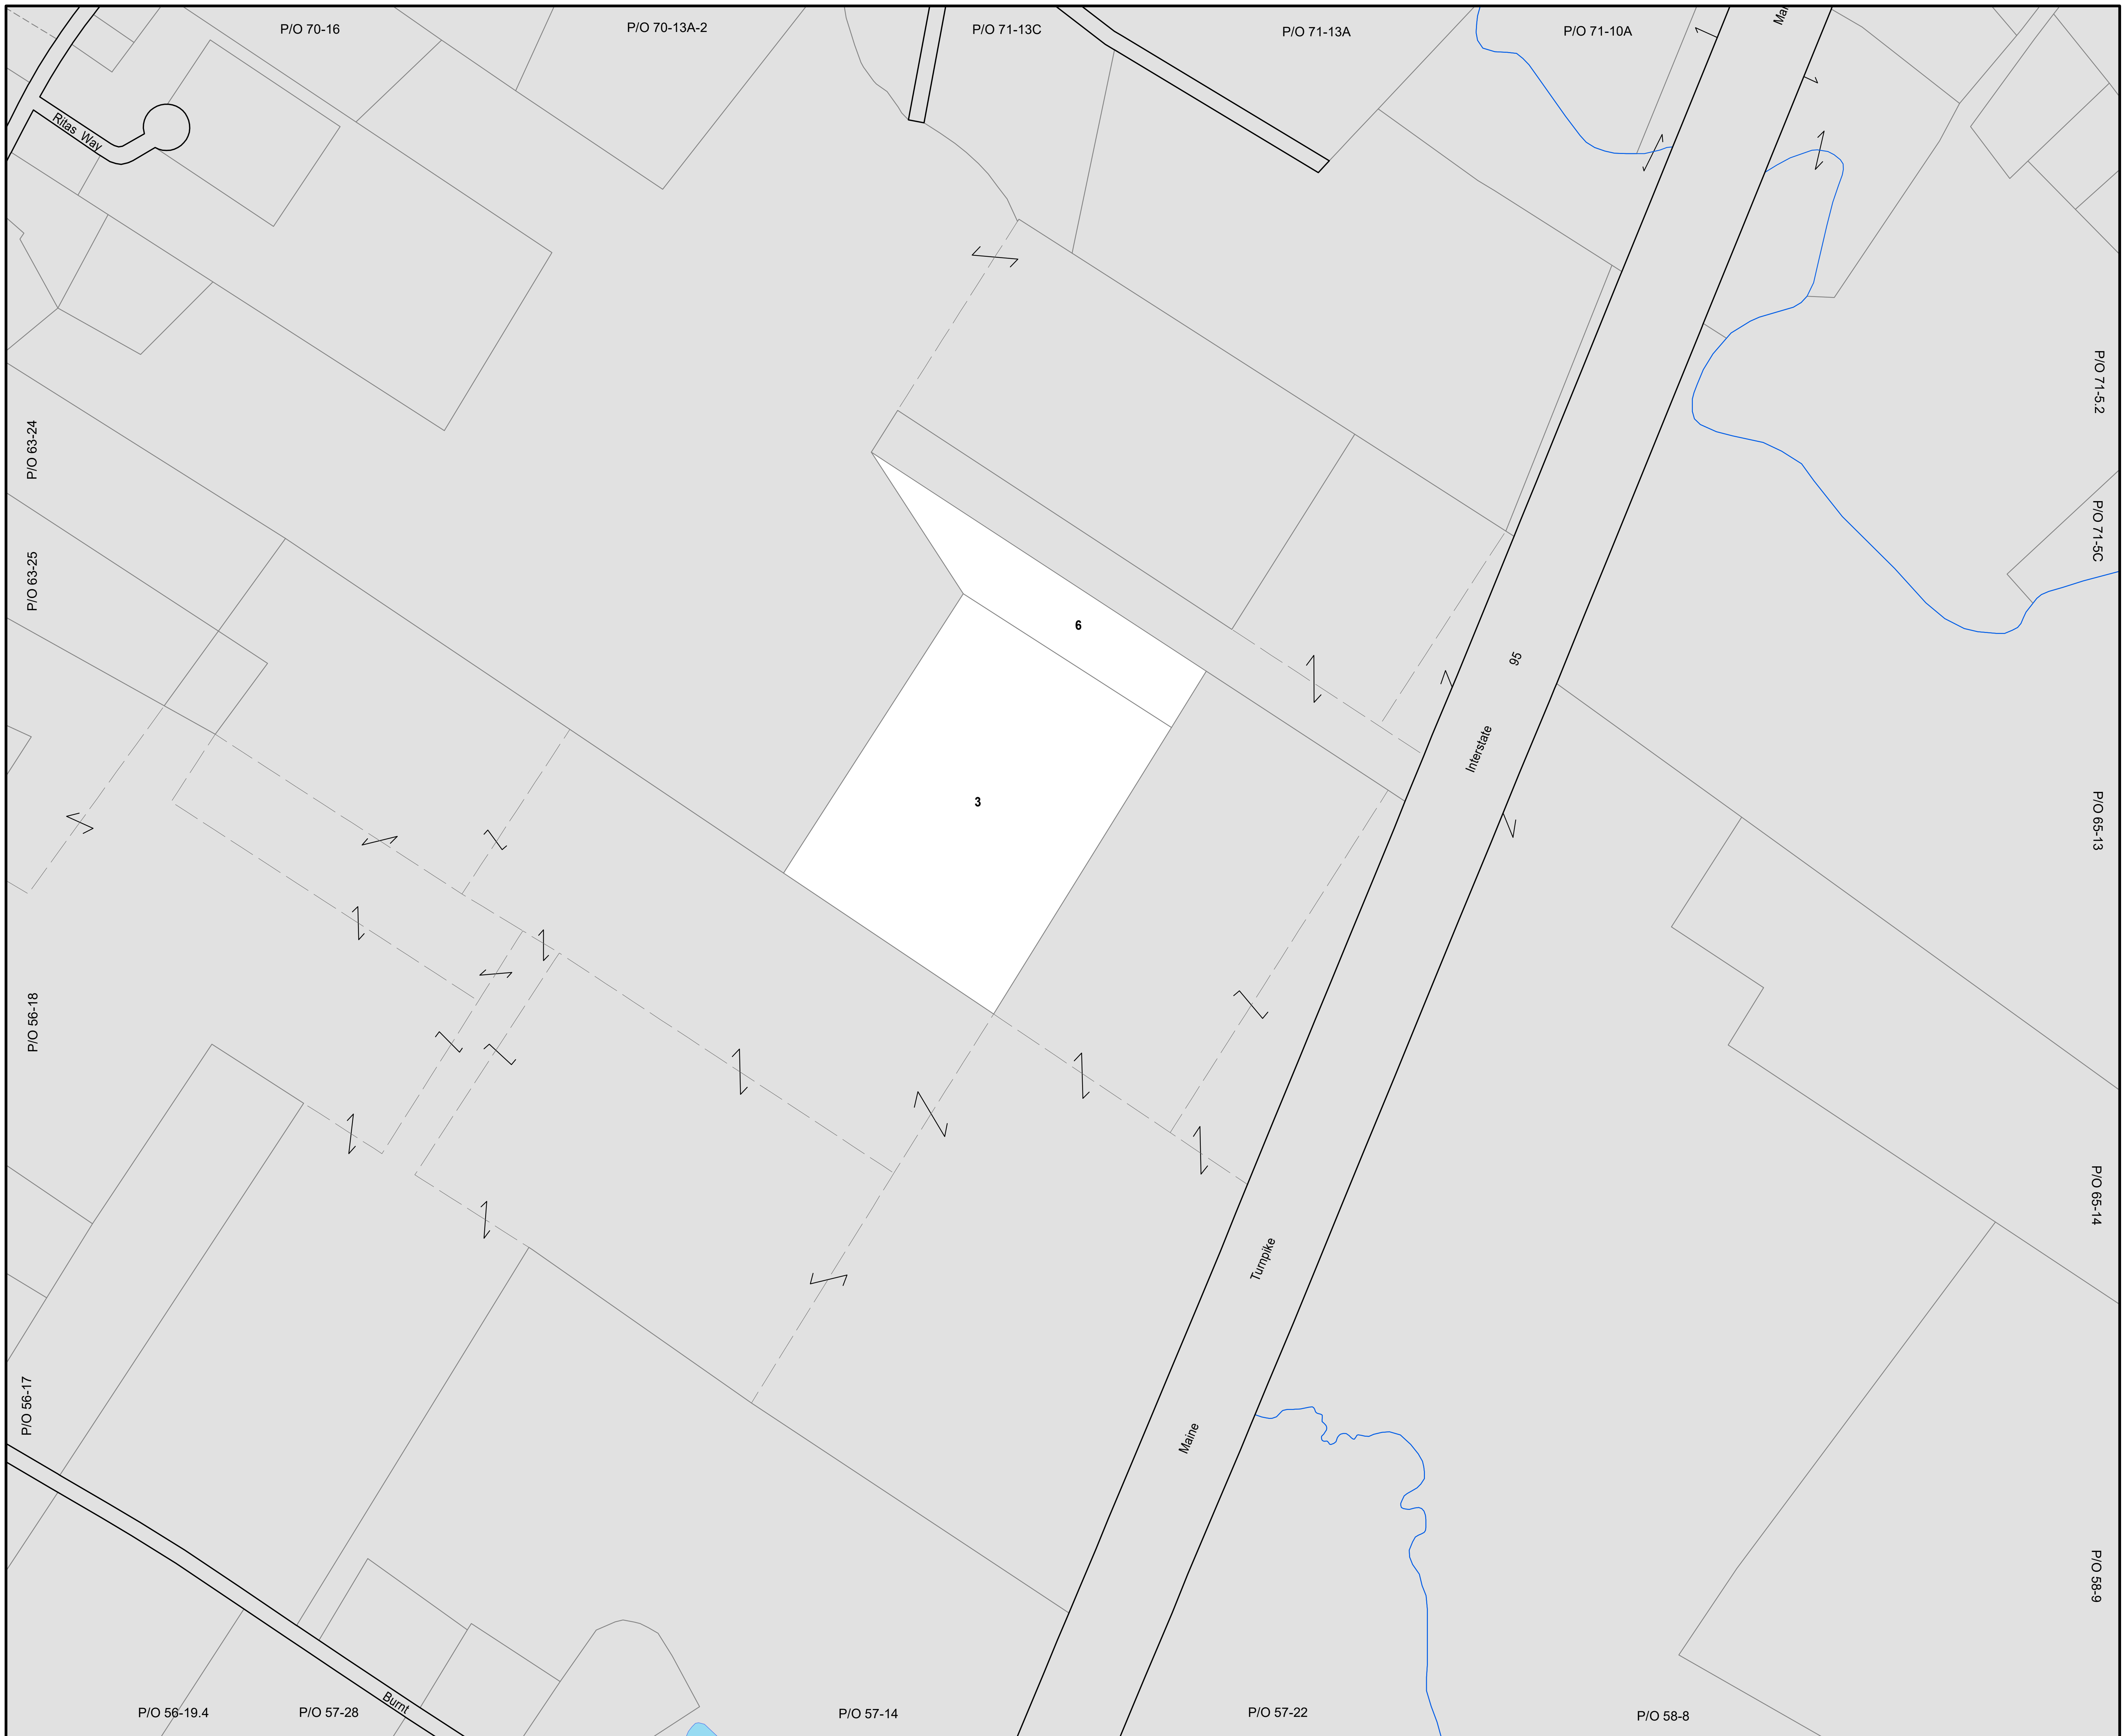 P/O 70-16
P/O 70-13A-2
P/O 71-13C
P/O 71-13A
P/O 71-10A
Ritas Way
P/O 71-5.2
P/O 63-24
P/O 71-5C
P/O 63-25
6
95
Interstate
3
P/O 65-13
P/O 56-18
P/O 65-14
Turnpike
P/O 56-17
Maine
P/O 58-9
Burnt
P/O 56-19.4
P/O 57-28
P/O 57-14
P/O 57-22
P/O 58-8